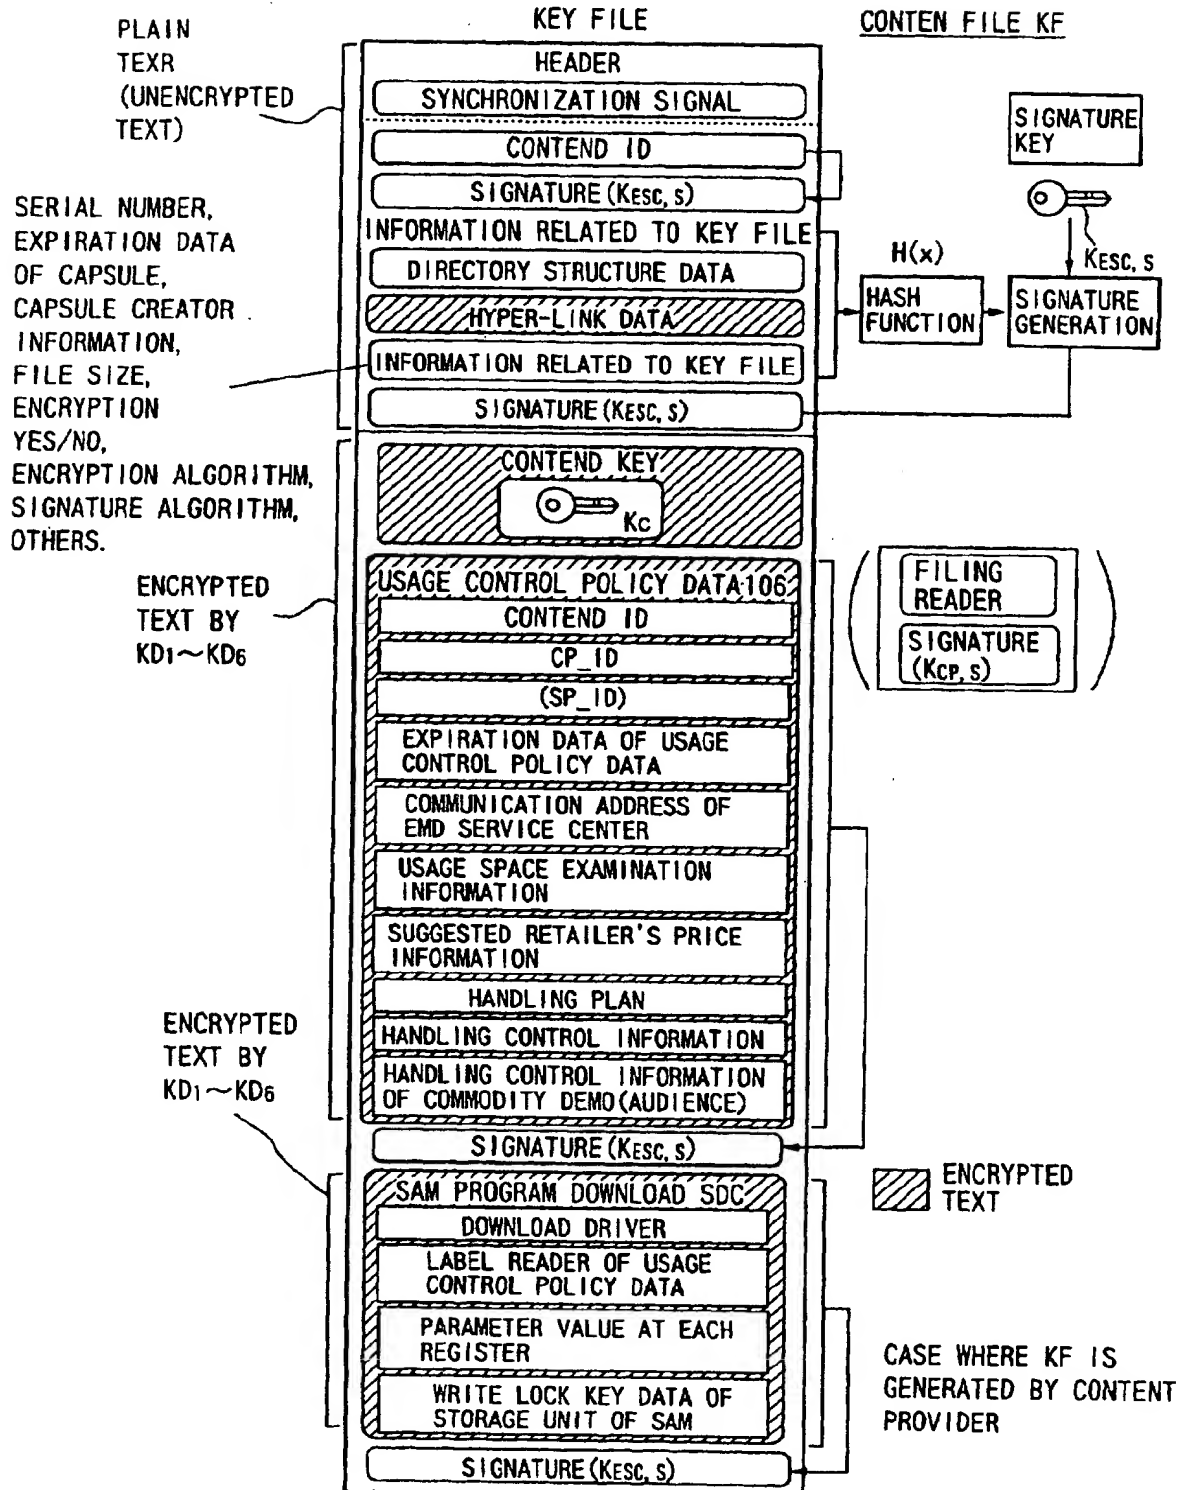 KEY FILE
CONTEN FILE KF
PLAIN
TEXR
(UNENCRYPTED
TEXT)
HEADER
SYNCHRONIZATION SIGNAL
CONTEND ID
SIGNATURE(KESC, S)
INFORMATION RELATED TO KEY FILE
DIRECTORY STRUCTURE DATA
HYPER-LINK DATA
INFORMATION RELATED TO KEY FILE
SIGNATURE(KESC, S)
SIGNATURE
KEY
KESC, S
H(x)
HASH
FUNCTION
SIGNATURE
GENERATION
SERIAL NUMBER,
EXPIRATION DATA
OF CAPSULE,
CAPSULE CREATOR
INFORMATION,
FILE SIZE,
ENCRYPTION
YES/NO,
ENCRYPTION ALGORITHM,
SIGNATURE ALGORITHM,
OTHERS.
CONTEND KEY
KC
ENCRYPTED
TEXT BY
KD1~KD6
USAGE CONTROL POLICY DATA 106
CONTEND ID
CP_ID
(SP_ID)
EXPIRATION DATA OF USAGE
CONTROL POLICY DATA
COMMUNICATION ADDRESS OF
EMD SERVICE CENTER
USAGE SPACE EXAMINATION
INFORMATION
SUGGESTED RETAILER'S PRICE
INFORMATION
HANDLING PLAN
HANDLING CONTROL INFORMATION
HANDLING CONTROL INFORMATION
OF COMMODITY DEMO(AUDIENCE)
SIGNATURE(KESC, S)
FILING
READER
SIGNATURE
(KCP, S)
ENCRYPTED
TEXT BY
KD1~KD6
SAM PROGRAM DOWNLOAD SDC
DOWNLOAD DRIVER
LABEL READER OF USAGE
CONTROL POLICY DATA
PARAMETER VALUE AT EACH
REGISTER
WRITE LOCK KEY DATA OF
STORAGE UNIT OF SAM
SIGNATURE(KESC, S)
ENCRYPTED
TEXT
CASE WHERE KF IS
GENERATED BY CONTENT
PROVIDER